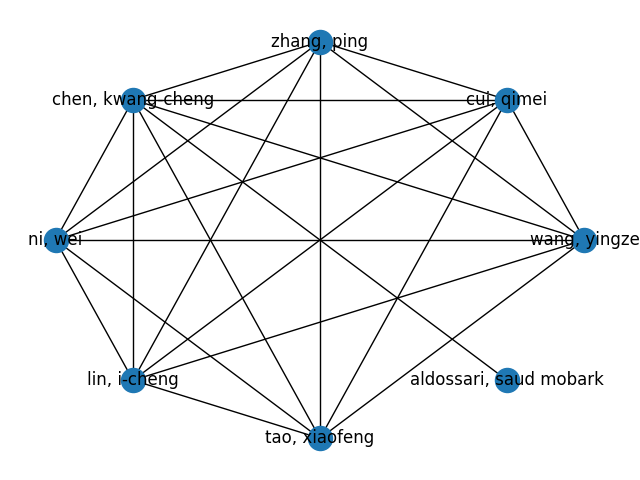 zhang, ping
chen, kwang cheng
cui, qimei
ni, wei
wang, yingze
lin, i-cheng
aldossari, saud mobark
tao, xiaofeng